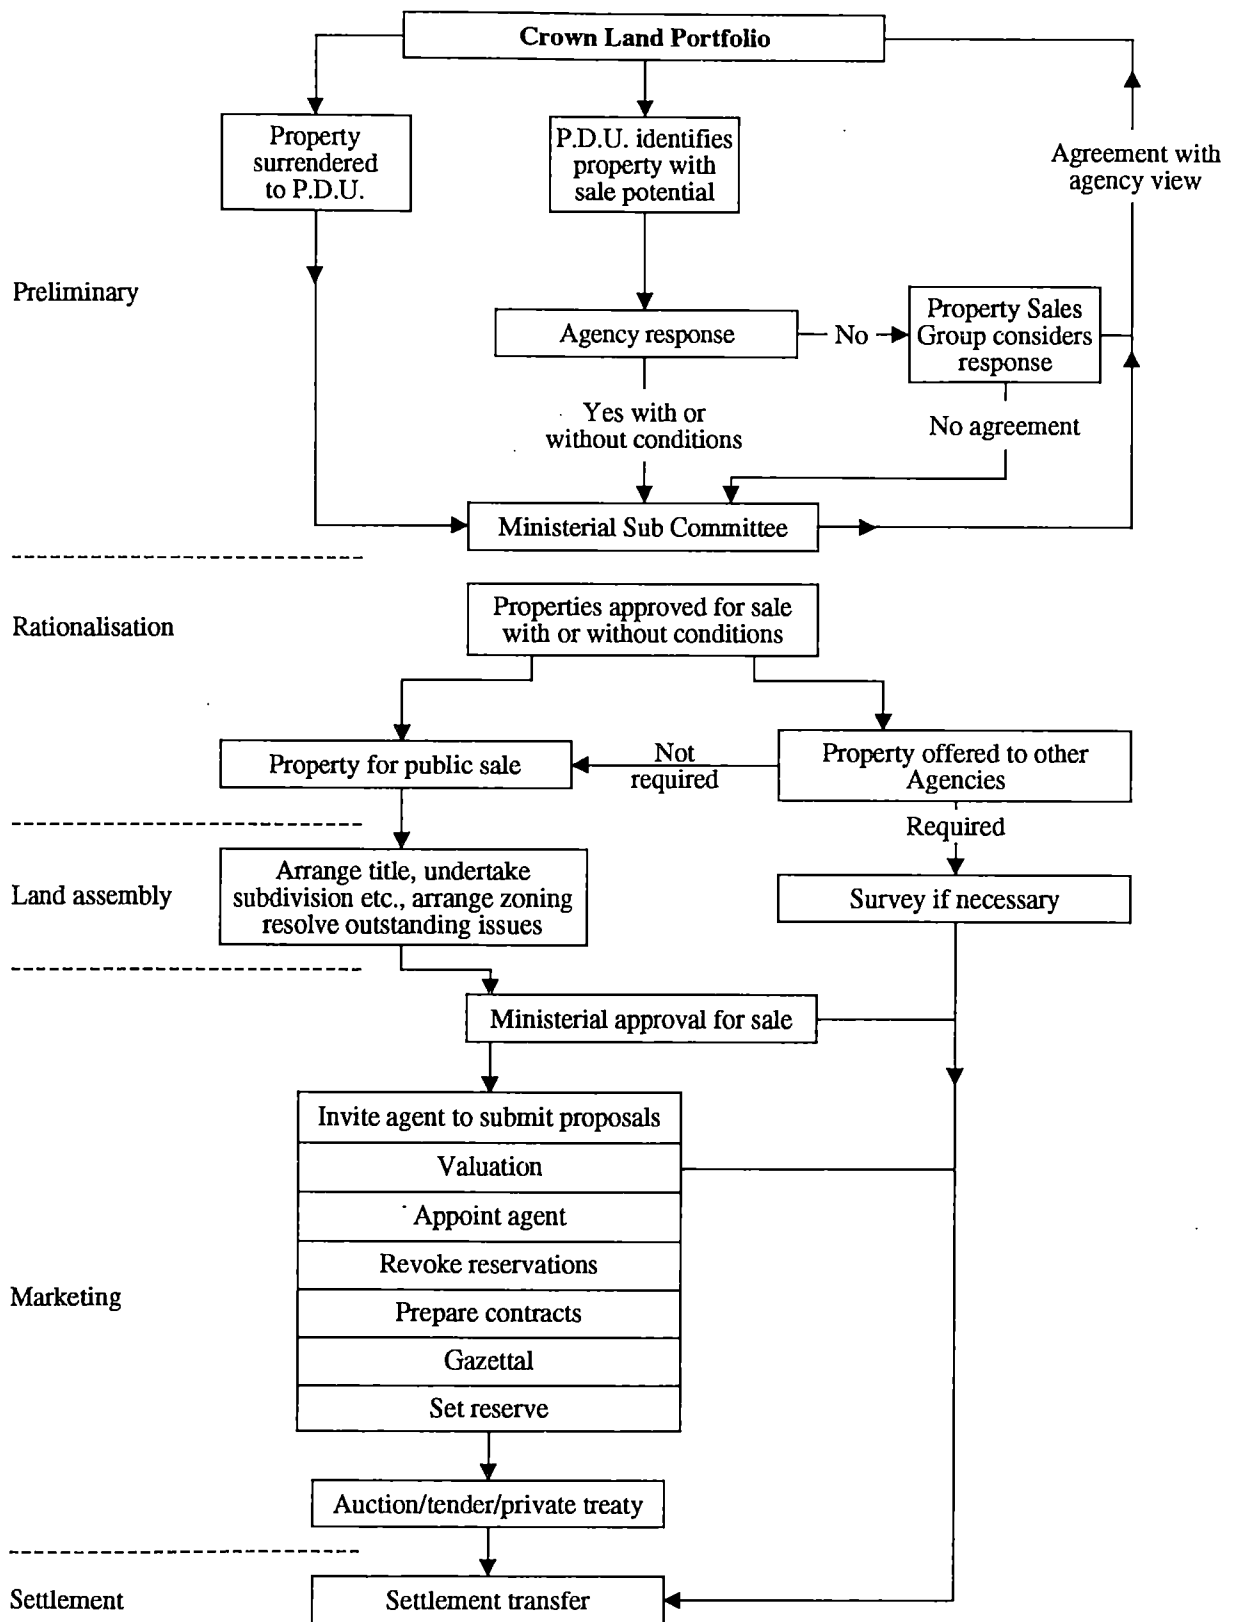 Crown Land Portfolio
Property
surrendered
to P.D.U.
P.D.U. identifies
property with
sale potential
Agreement with
agency view
Preliminary
Agency response
No
Property Sales
Group considers
response
Yes with or
without conditions
No agreement
Ministerial Sub Committee
Rationalisation
Properties approved for sale
with or without conditions
Property for public sale
Not
required
Property offered to other
Agencies
Required
Land assembly
Arrange title, undertake
subdivision etc., arrange zoning
resolve outstanding issues
Survey if necessary
Ministerial approval for sale
Invite agent to submit proposals
Valuation
Appoint agent
Revoke reservations
Marketing
Prepare contracts
Gazettal
Set reserve
Auction/tender/private treaty
Settlement
Settlement transfer